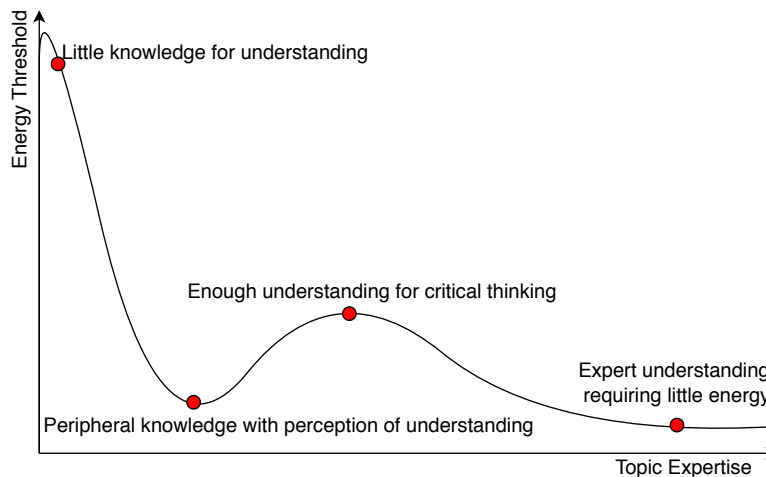 Energy Threshold
Little knowledge for understanding
Enough understanding for critical thinking
Expert understanding
requiring little energy
Peripheral knowledge with perception of understanding
Topic Expertise